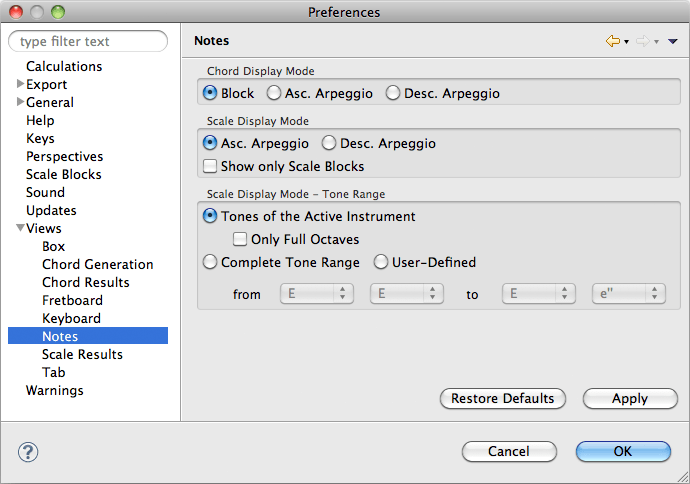 Preferences
type filter text
Calculations
Export
General
Help
Keys
Perspectives
Scale Blocks
Sound
Updates
Views
Box
Chord Generation
Chord Results
Fretboard
Keyboard
Notes
Scale Results
Tab
Warnings
Notes
Chord Display Mode
Block Asc. Arpeggio Desc. Arpeggio
Scale Display Mode
Asc. Arpeggio Desc. Arpeggio
Show only Scale Blocks
Scale Display Mode – Tone Range
Tones of the Active Instrument
Only Full Octaves
Complete Tone Range User-Defined
from E E to E e"
Restore Defaults Apply
? Cancel OK